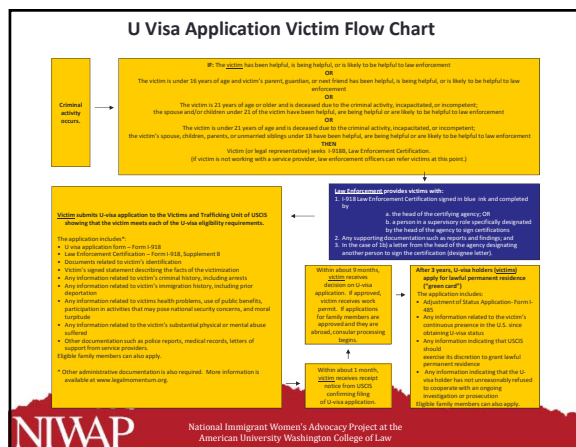 U Visa Application Victim Flow Chart
Criminal
activity
occurs.
IF: The victim has been helpful, is being helpful, or is likely to be helpful to law enforcement
OR
The victim is under 16 years of age and victim's parent, guardian, or next friend has been helpful, is being helpful, or is likely to be helpful to law
enforcement
OR
The victim is 21 years of age or older and is deceased due to the criminal activity, incapacitated, or incompetent;
the spouse and/or children under 21 of the victim have been helpful, are being helpful or are likely to be helpful to law enforcement
OR
The victim is under 21 years of age and is deceased due to the criminal activity, incapacitated, or incompetent;
the victim's spouse, children, parents, or unmarried siblings under 18 have been helpful, are being helpful or are likely to be helpful to law enforcement
THEN
Victim (or legal representative) seeks I-918B, Law Enforcement Certification.
(if victim is not working with a service provider, law enforcement officers can refer victims at this point.)
Law Enforcement provides victims with:
1. I-918 Law Enforcement Certification signed in blue ink and completed
by
a. the head of the certifying agency; OR
b. a person in a supervisory role specifically designated
by the head of the agency to sign certifications
2. Any supporting documentation such as reports and findings; and
3. In the case of 1b) a letter from the head of the agency designating
another person to sign the certification (designee letter).
Victim submits U-visa application to the Victims and Trafficking Unit of USCIS
showing that the victim meets each of the U-visa eligibility requirements.
The application includes*:
• U visa application form – Form I-918
• Law Enforcement Certification – Form I-918, Supplement B
• Documents related to victim's identification
• Victim's signed statement describing the facts of the victimization
• Any information related to victim's criminal history, including arrests
• Any information related to victim's immigration history, including prior
deportation
• Any information related to victims health problems, use of public benefits,
participation in activities that may pose national security concerns, and moral
turpitude
• Any information related to the victim's substantial physical or mental abuse
suffered
• Other documentation such as police reports, medical records, letters of
support from service providers.
Eligible family members can also apply.
* Other administrative documentation is also required. More information is
available at www.legalmomentum.org.
Within about 9 months,
victim receives
decision on U-visa
application. If approved,
victim receives work
permit. If applications
for family members are
approved and they are
abroad, consular processing
begins.
Within about 1 month,
victim receives receipt
notice from USCIS
confirming filing
of U-visa application.
After 3 years, U-visa holders (victims)
apply for lawful permanent residence
("green card")
The application includes:
• Adjustment of Status Application- Form I-
485
• Any information related to the victim's
continuous presence in the U.S. since
obtaining U-visa status
• Any information indicating that USCIS
should
exercise its discretion to grant lawful
permanent residence
• Any information indicating that the U-
visa holder has not unreasonably refused
to cooperate with an ongoing
investigation or prosecution
Eligible family members can also apply.
NIWAP
National Immigrant Women's Advocacy Project at the
American University Washington College of Law